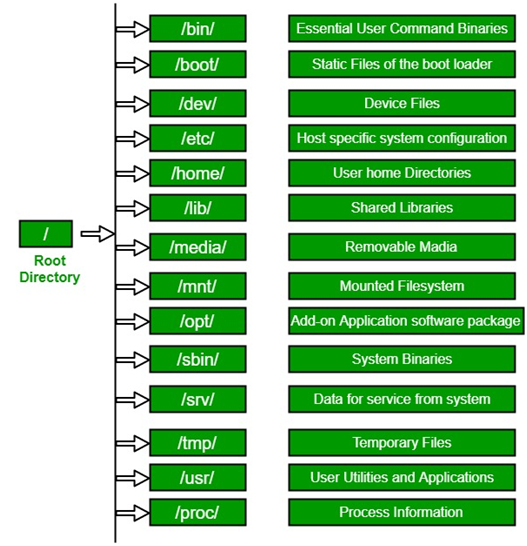 /bin/ Essential User Command Binaries
/boot/ Static Files of the boot loader
/dev/ Device Files
/etc/ Host specific system configuration
/home/ User home Directories
/lib/ Shared Libraries
/
Root
Directory
/media/ Removable Madia
/mnt/ Mounted Filesystem
/opt/ Add-on Application software package
/sbin/ System Binaries
/srv/ Data for service from system
/tmp/ Temporary Files
/usr/ User Utilities and Applications
/proc/ Process Information